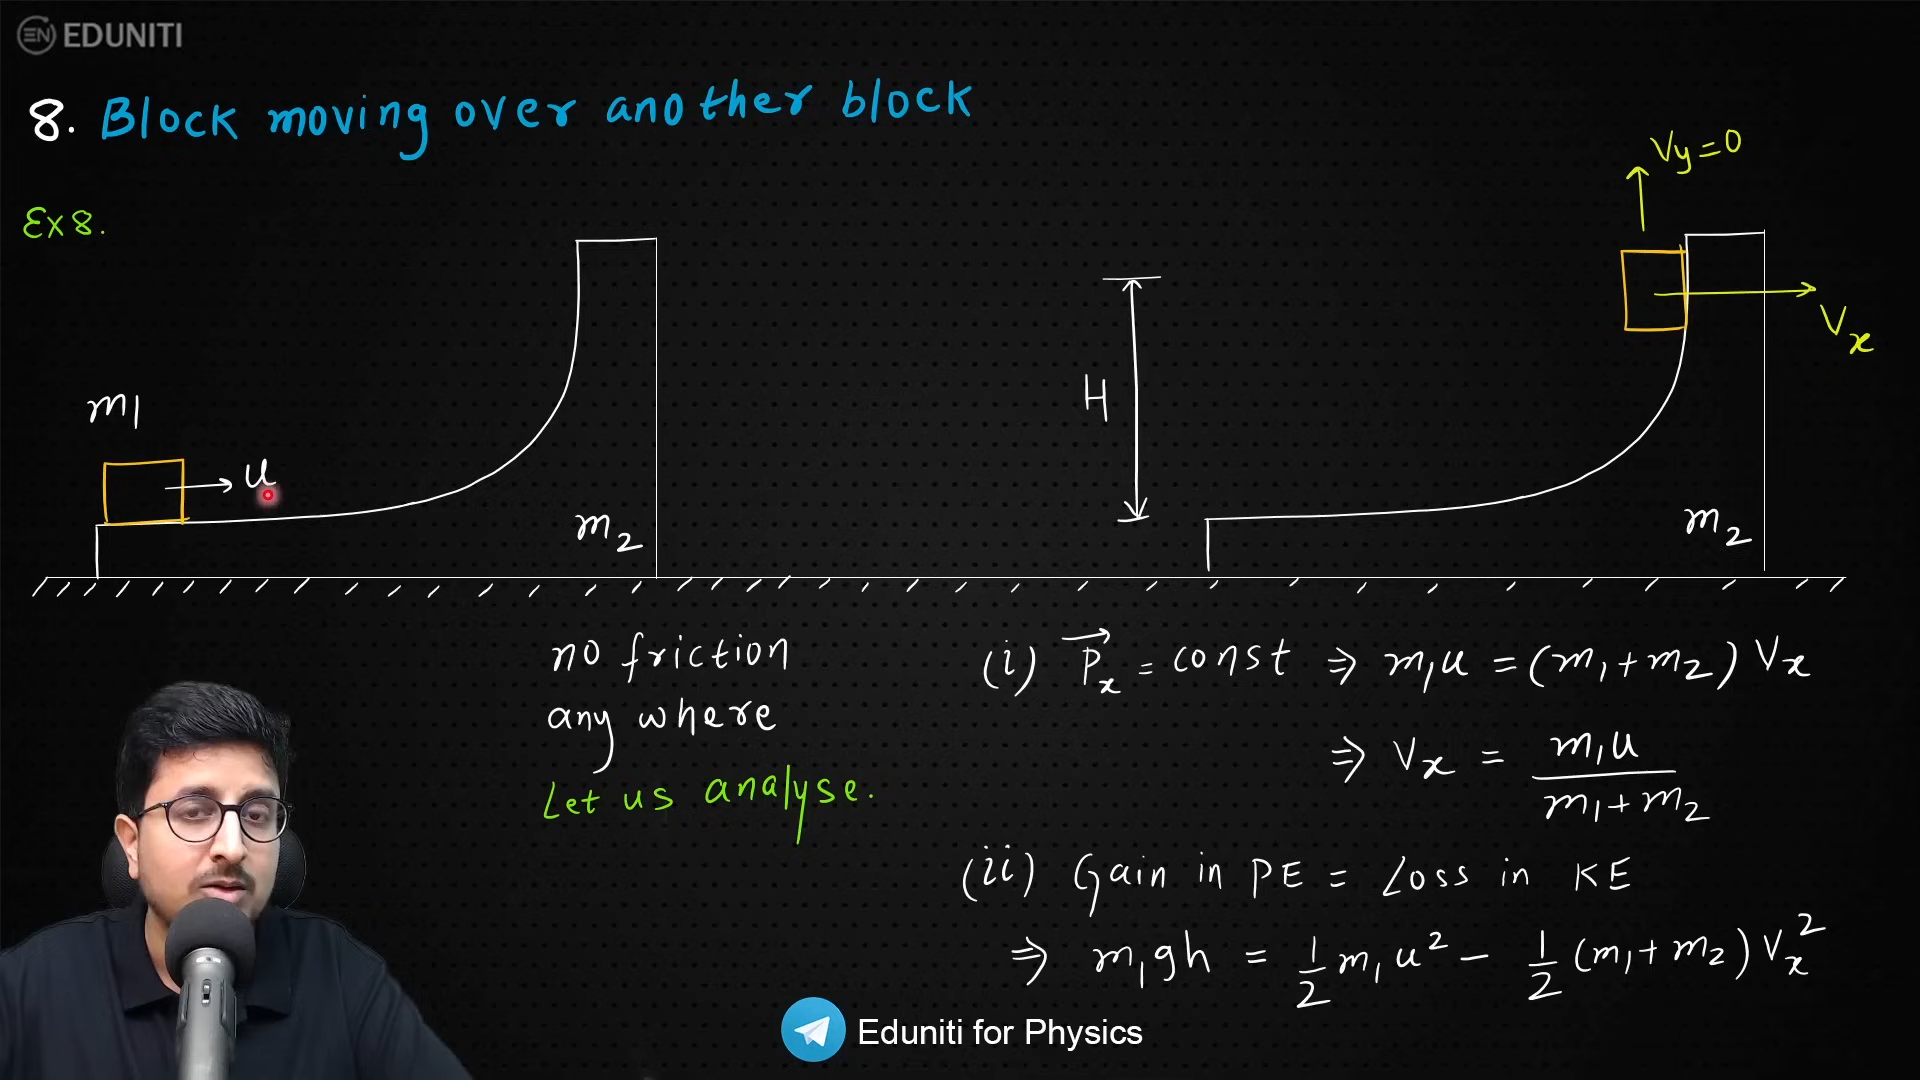 EN EDUNITI
8. Block moving over another block
Ex 8.
Vy=0
Vx
H
m1
u
m2
m2
no friction
any where
Let us analyse.
(i) P⃗x = const ⇒ m1u = (m1+m2) Vx
⇒ Vx = m1u / m1+m2
(ii) Gain in PE = Loss in KE
⇒ m1gh = 1/2 m1u² − 1/2 (m1+m2) Vx²
Eduniti for Physics